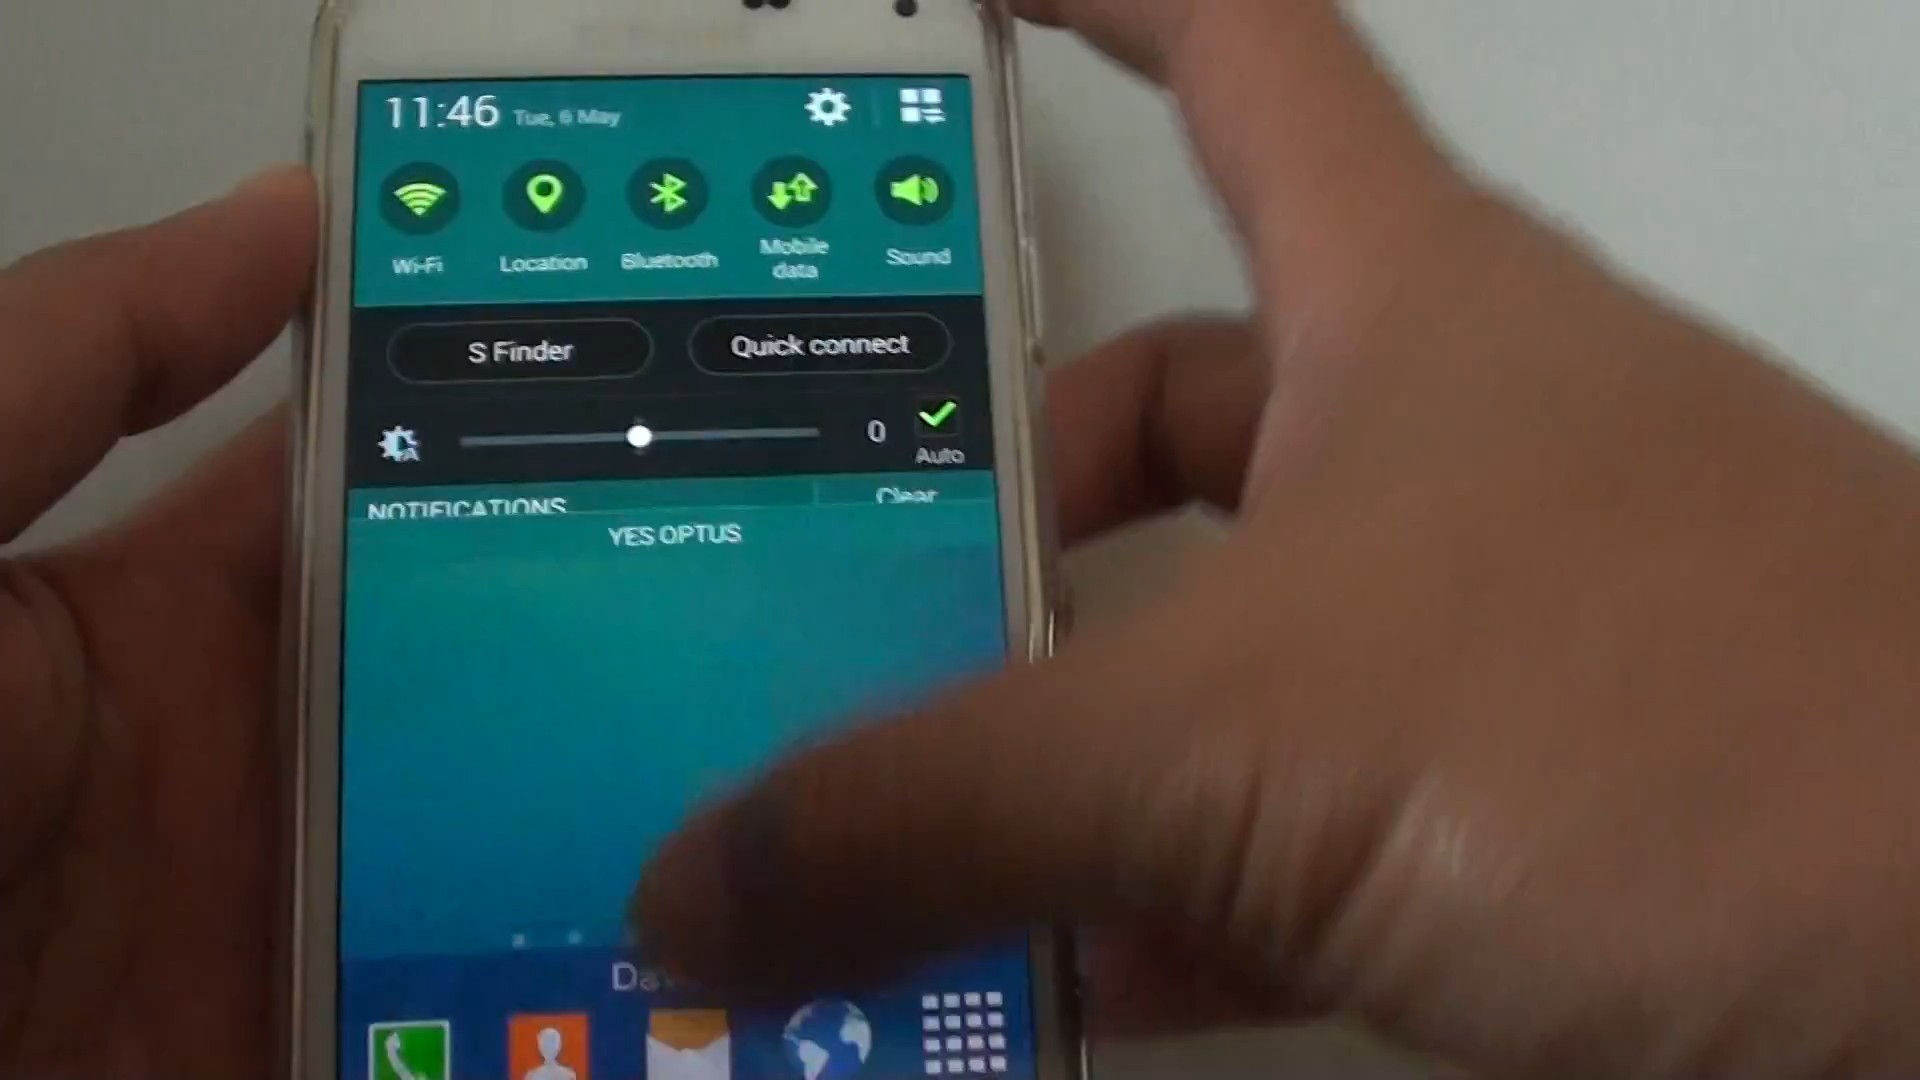 11:46 Tue, 6 May
Wi-Fi
Location
Bluetooth
Mobile
data
Sound
S Finder
Quick connect
0
Auto
NOTIFICATIONS
Clear
YES OPTUS